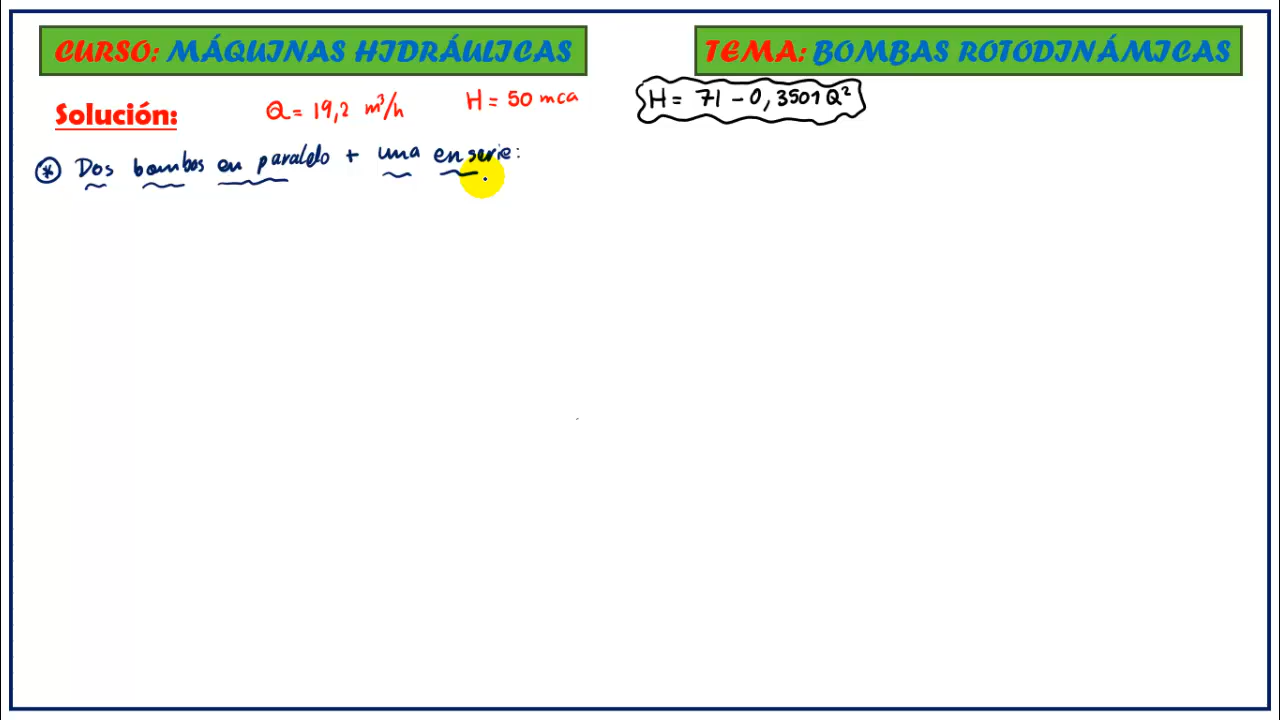 CURSO: MÁQUINAS HIDRÁULICAS
TEMA: BOMBAS ROTODINÁMICAS
Solución:
Q = 19,2 m³/h
H = 50 mca
H = 71 - 0,3501 Q²
* Dos bombas en paralelo + una en serie: